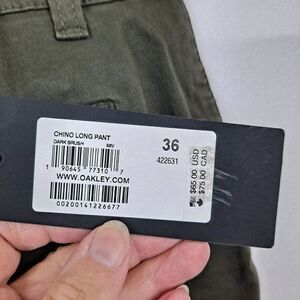 CHINO LONG PANT
DARK BRUSH 86V
36
422631
1 90645 77310 7
WWW.OAKLEY.COM
00200141226677
$65.00 USD
$75.00 CAD